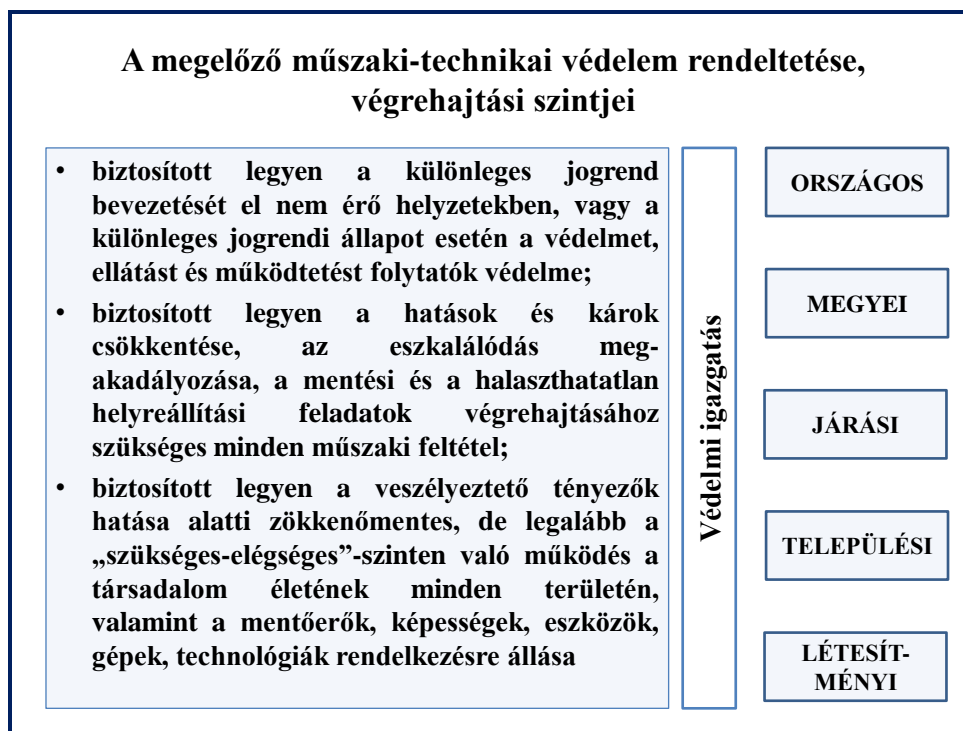 A megelőző műszaki-technikai védelem rendeltetése,
végrehajtási szintjei
• biztosított legyen a különleges jogrend
bevezetését el nem érő helyzetekben, vagy a
különleges jogrendi állapot esetén a védelmet,
ellátást és működtetést folytatók védelme;
• biztosított legyen a hatások és károk
csökkentése, az eszkalálódás meg-
akadályozása, a mentési és a halaszthatatlan
helyreállítási feladatok végrehajtásához
szükséges minden műszaki feltétel;
• biztosított legyen a veszélyeztető tényezők
hatása alatti zökkenőmentes, de legalább a
„szükséges-elégséges”-szinten való működés a
társadalom életének minden területén,
valamint a mentőerők, képességek, eszközök,
gépek, technológiák rendelkezésre állása
Védelmi igazgatás
ORSZÁGOS
MEGYEI
JÁRÁSI
TELEPÜLÉSI
LÉTESÍT-
MÉNYI